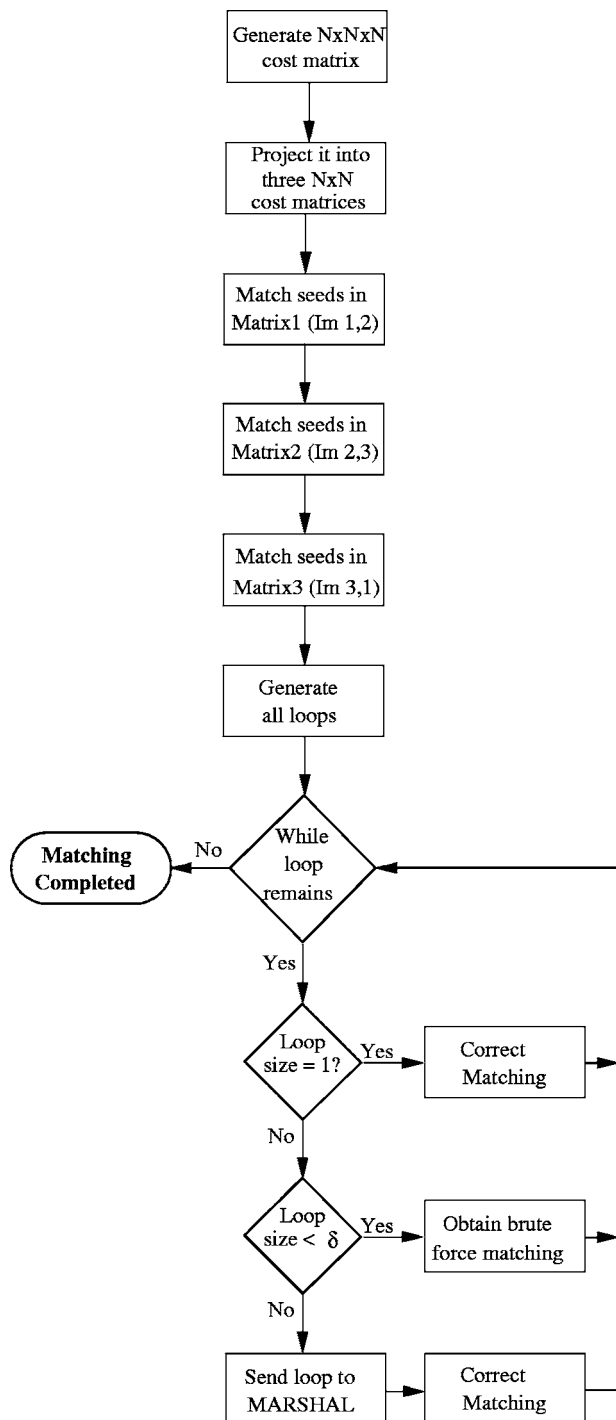 Generate NxNxN
cost matrix
Project it into
three NxN
cost matrices
Match seeds in
Matrix1 (Im 1,2)
Match seeds in
Matrix2 (Im 2,3)
Match seeds in
Matrix3 (Im 3,1)
Generate
all loops
While
loop
remains
No
Matching
Completed
Yes
Loop
size = 1?
Yes
Correct
Matching
No
Loop
size < δ
Yes
Obtain brute
force matching
No
Send loop to
MARSHAL
Correct
Matching